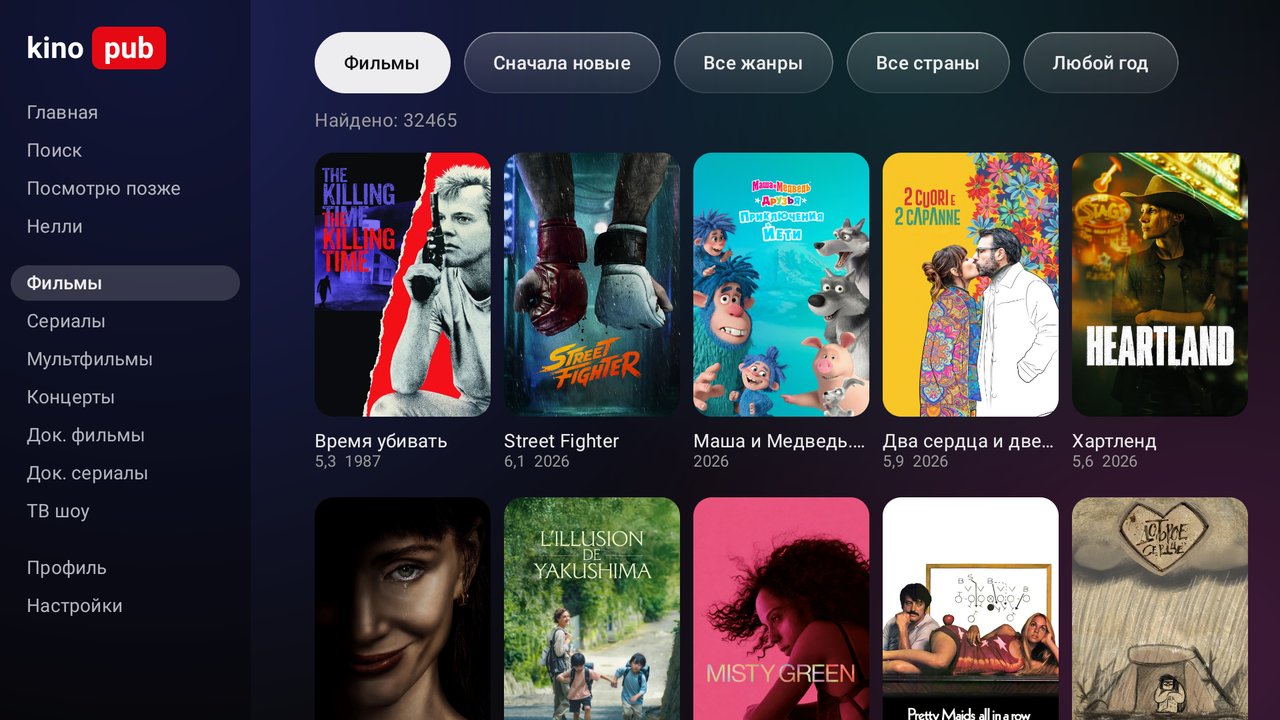 kino pub
Главная
Поиск
Посмотрю позже
Нелли
Фильмы
Сериалы
Мультфильмы
Концерты
Док. фильмы
Док. сериалы
ТВ шоу
Профиль
Настройки
Фильмы
Сначала новые
Все жанры
Все страны
Любой год
Найдено: 32465
THE
KILLING
TIME
KILLING
TIME
STREET
FIGHTER
Маша и Медведь
ДРУЗЬЯ
ПРИКЛЮЧЕНИЯ
ЙЕТИ
2 CUORI E
2 CAPANNE
STAGE
HEARTLAND
Время убивать
5,3 1987
Street Fighter
6,1 2026
Маша и Медведь....
2026
Два сердца и две...
5,9 2026
Хартленд
5,6 2026
L'ILLUSION
DE
YAKUSHIMA
MISTY GREEN
Pretty Maids all in a row
ДОБРОЕ
СЕРДЦЕ